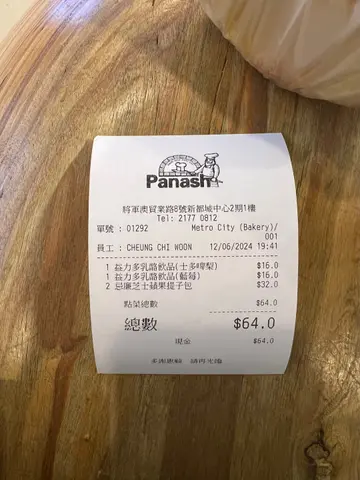 Panash
將軍澳貿業路8號新都城中心2期1樓
Tel: 2177 0812
單號 : 01292 Metro City (Bakery)/
001
員工 : CHEUNG CHI WOON 12/06/2024 19:41
1 益力多乳酪飲品(士多啤梨) $16.0
1 益力多乳酪飲品(藍莓) $16.0
2 忌廉芝士蘋果提子包 $32.0
點菜總數 $64.0
總數 $64.0
現金 $64.0
多謝惠顧 請再光臨